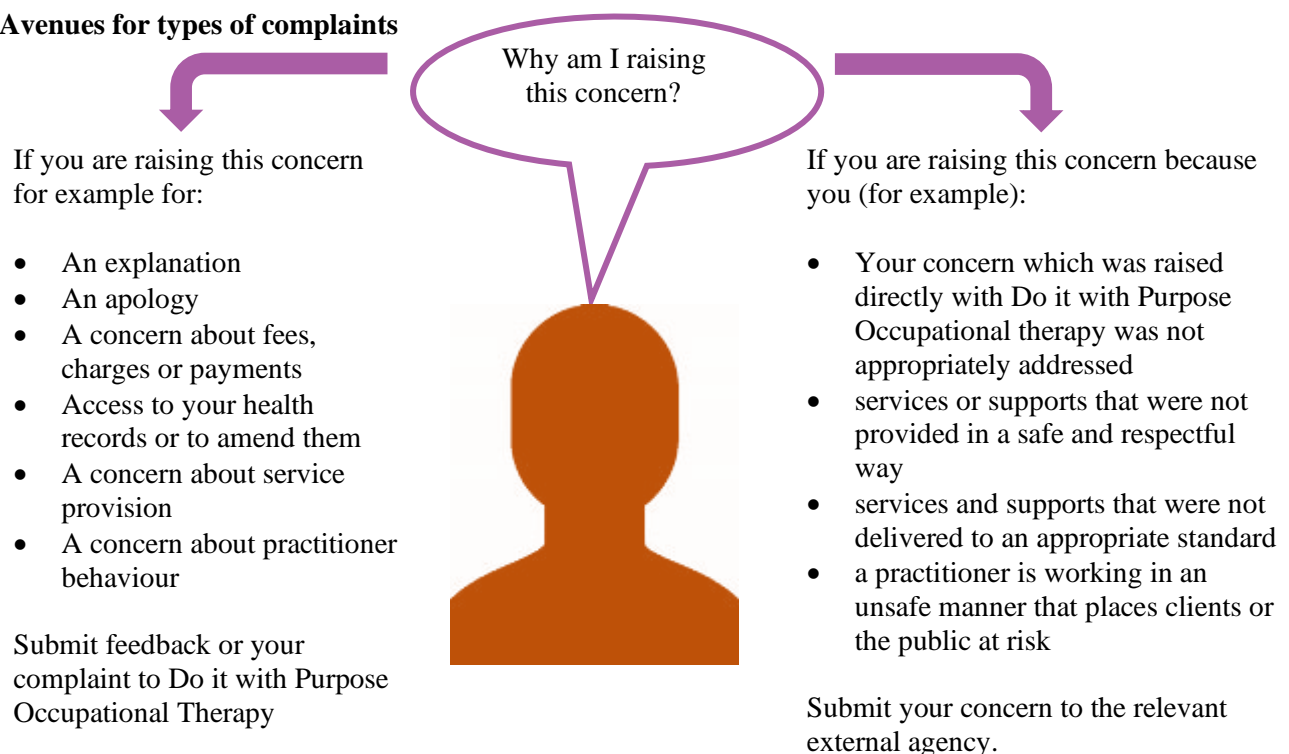 Avenues for types of complaints
Why am I raising
this concern?
If you are raising this concern
for example for:
• An explanation
• An apology
• A concern about fees,
charges or payments
• Access to your health
records or to amend them
• A concern about service
provision
• A concern about practitioner
behaviour
Submit feedback or your
complaint to Do it with Purpose
Occupational Therapy
If you are raising this concern because
you (for example):
• Your concern which was raised
directly with Do it with Purpose
Occupational therapy was not
appropriately addressed
• services or supports that were not
provided in a safe and respectful
way
• services and supports that were not
delivered to an appropriate standard
• a practitioner is working in an
unsafe manner that places clients or
the public at risk
Submit your concern to the relevant
external agency.